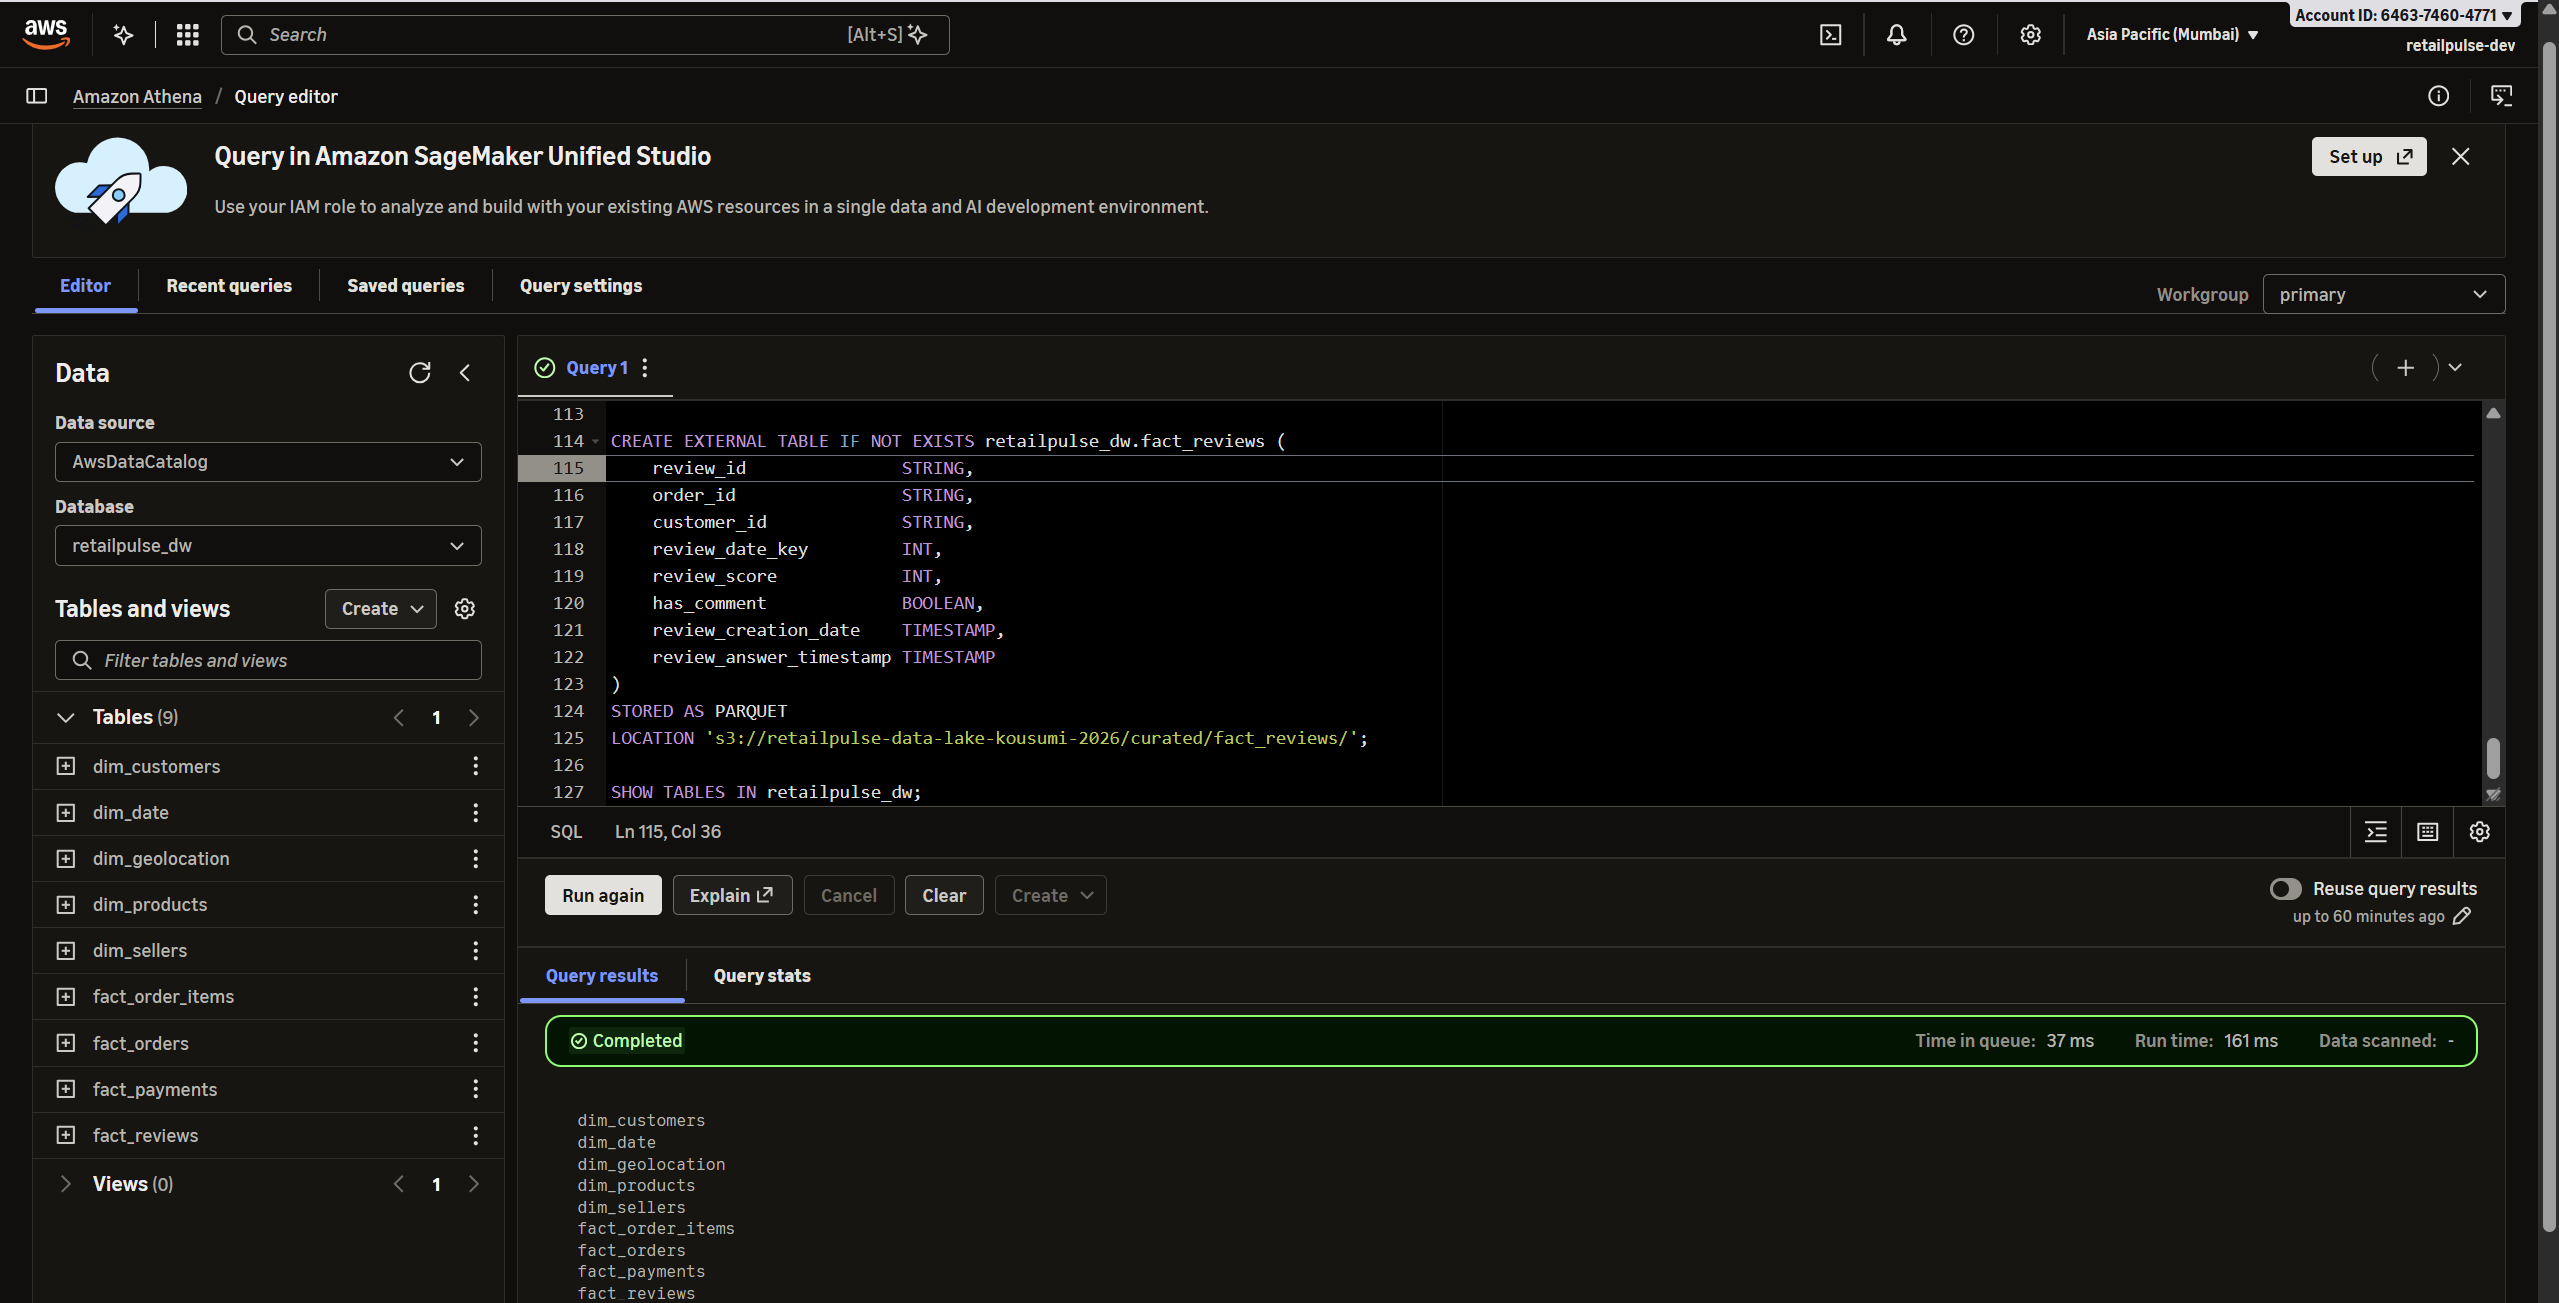 aws
Search
[Alt+S]
Asia Pacific (Mumbai)
Account ID: 6463-7460-4771
retailpulse-dev
Amazon Athena / Query editor
Query in Amazon SageMaker Unified Studio
Set up
Use your IAM role to analyze and build with your existing AWS resources in a single data and AI development environment.
Editor
Recent queries
Saved queries
Query settings
Workgroup
primary
Data
Data source
AwsDataCatalog
Database
retailpulse_dw
Tables and views
Create
Filter tables and views
Tables (9)
1
dim_customers
dim_date
dim_geolocation
dim_products
dim_sellers
fact_order_items
fact_orders
fact_payments
fact_reviews
Views (0)
1
Query 1
113
114 CREATE EXTERNAL TABLE IF NOT EXISTS retailpulse_dw.fact_reviews (
115 review_id STRING,
116 order_id STRING,
117 customer_id STRING,
118 review_date_key INT,
119 review_score INT,
120 has_comment BOOLEAN,
121 review_creation_date TIMESTAMP,
122 review_answer_timestamp TIMESTAMP
123 )
124 STORED AS PARQUET
125 LOCATION 's3://retailpulse-data-lake-kousumi-2026/curated/fact_reviews/';
126
127 SHOW TABLES IN retailpulse_dw;
SQL
Ln 115, Col 36
Run again
Explain
Cancel
Clear
Create
Reuse query results
up to 60 minutes ago
Query results
Query stats
Completed
Time in queue: 37 ms
Run time: 161 ms
Data scanned: -
dim_customers
dim_date
dim_geolocation
dim_products
dim_sellers
fact_order_items
fact_orders
fact_payments
fact_reviews